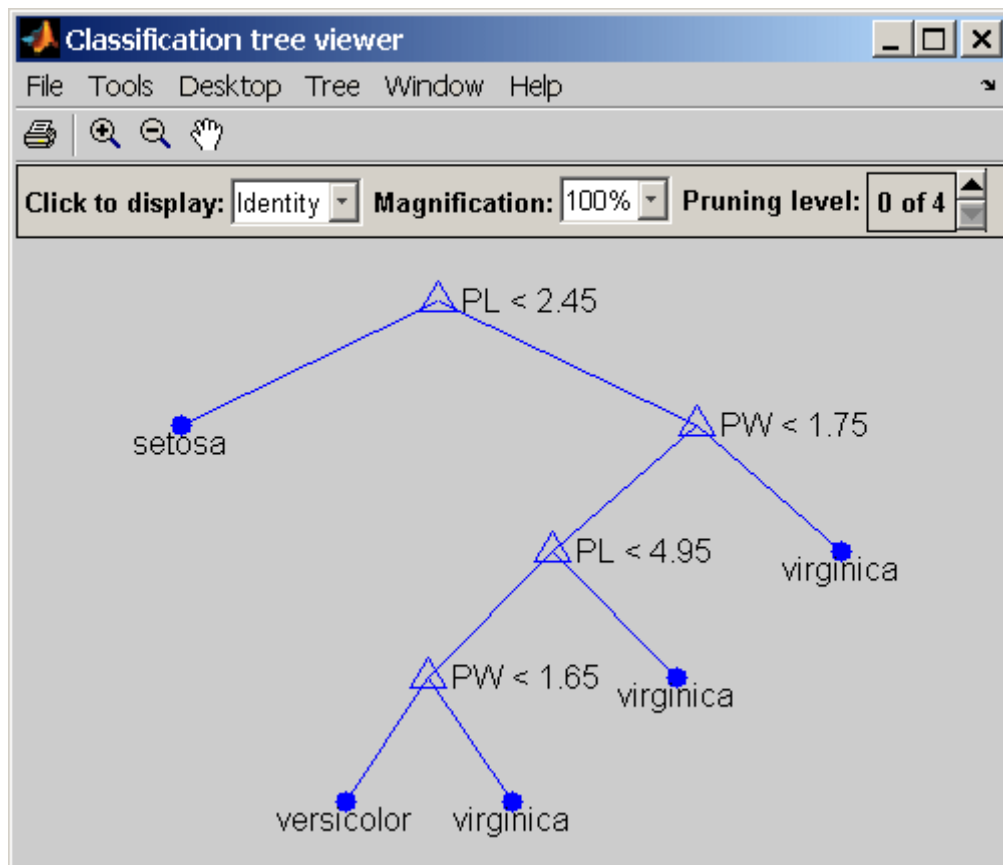 Classification tree viewer
File Tools Desktop Tree Window Help
Click to display: Identity Magnification: 100% Pruning level: 0 of 4
PL < 2.45
setosa
PW < 1.75
PL < 4.95
virginica
PW < 1.65
virginica
versicolor
virginica